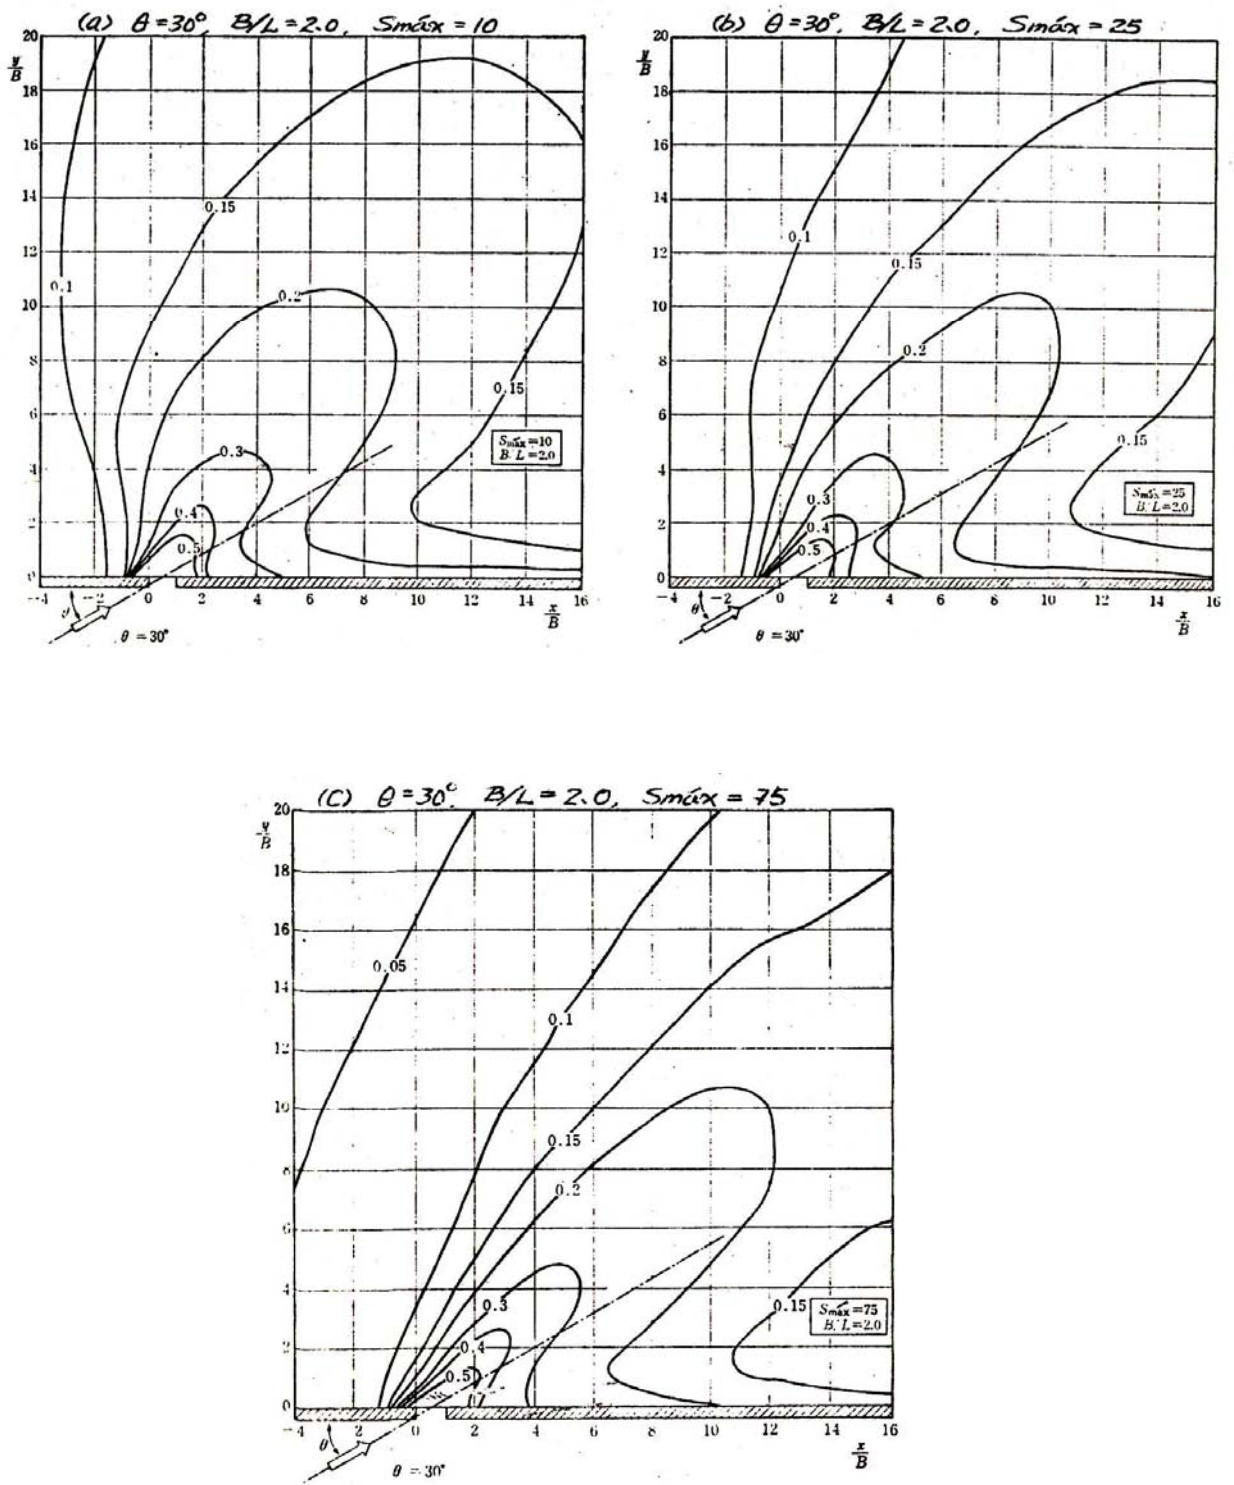 (a) θ=30°, B/L=2.0, Smáx=10
(b) θ=30°, B/L=2.0, Smáx=25
y/B
20
18
16
14
12
10
8
6
4
2
0
0.1
0.15
0.2
0.3
0.4
0.5
0.15
Smáx=10
B/L=2.0
-4 -2 0 2 4 6 8 10 12 14 16
x/B
θ
θ=30°
y/B
20
18
16
14
12
10
8
6
4
2
0
0.1
0.15
0.2
0.3
0.4
0.5
0.15
Smáx=25
B/L=2.0
-4 -2 0 2 4 6 8 10 12 14 16
x/B
θ
θ=30°
(C) θ=30°, B/L=2.0, Smáx=75
y/B
20
18
16
14
12
10
8
6
4
2
0
0.05
0.1
0.15
0.2
0.3
0.4
0.5
0.15
Smáx=75
B/L=2.0
-4 2 0 2 4 6 8 10 12 14 16
x/B
θ
θ=30°